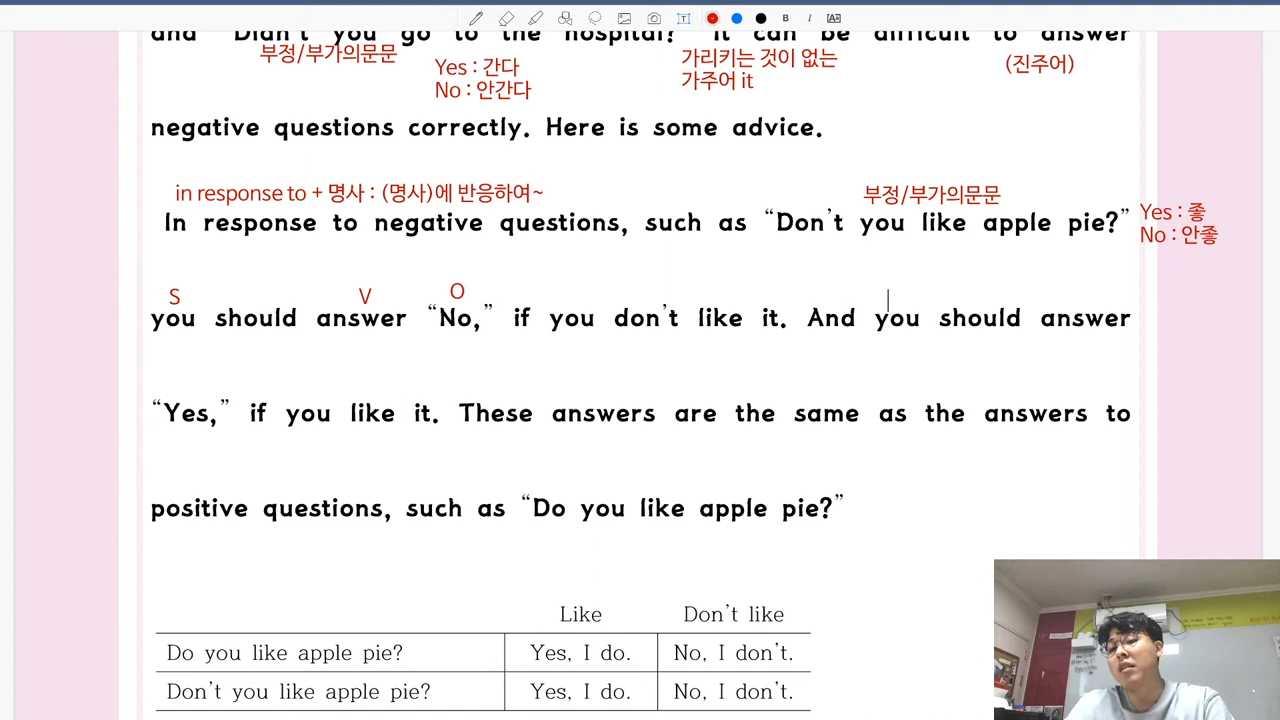 and "Didn't you go to the hospital?" It can be difficult to answer
부정/부가의문문
Yes : 간다
No : 안간다
가리키는 것이 없는
가주어 it
(진주어)
negative questions correctly. Here is some advice.
in response to + 명사 : (명사)에 반응하여~
부정/부가의문문
In response to negative questions, such as “Don't you like apple pie?”
Yes : 좋
No : 안좋
S V O
you should answer “No,” if you don't like it. And you should answer
“Yes,” if you like it. These answers are the same as the answers to
positive questions, such as “Do you like apple pie?”
Like Don't like
Do you like apple pie? Yes, I do. No, I don't.
Don't you like apple pie? Yes, I do. No, I don't.